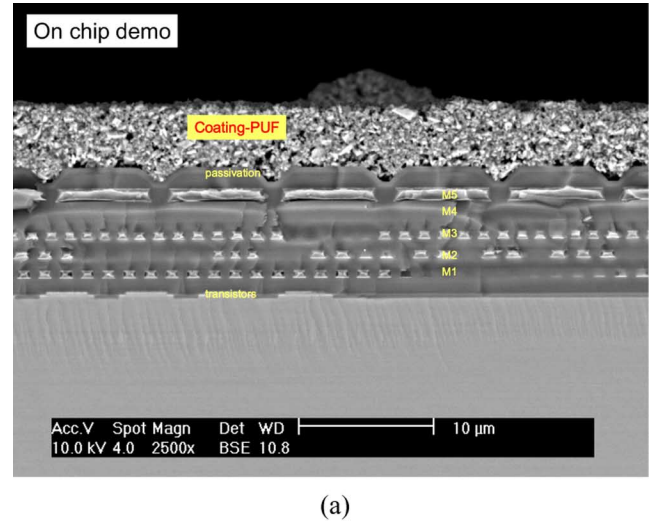 On chip demo
Coating-PUF
passivation
M5
M4
M3
M2
M1
transistors
Acc.V Spot Magn Det WD 10 µm
10.0 kV 4.0 2500x BSE 10.8
(a)